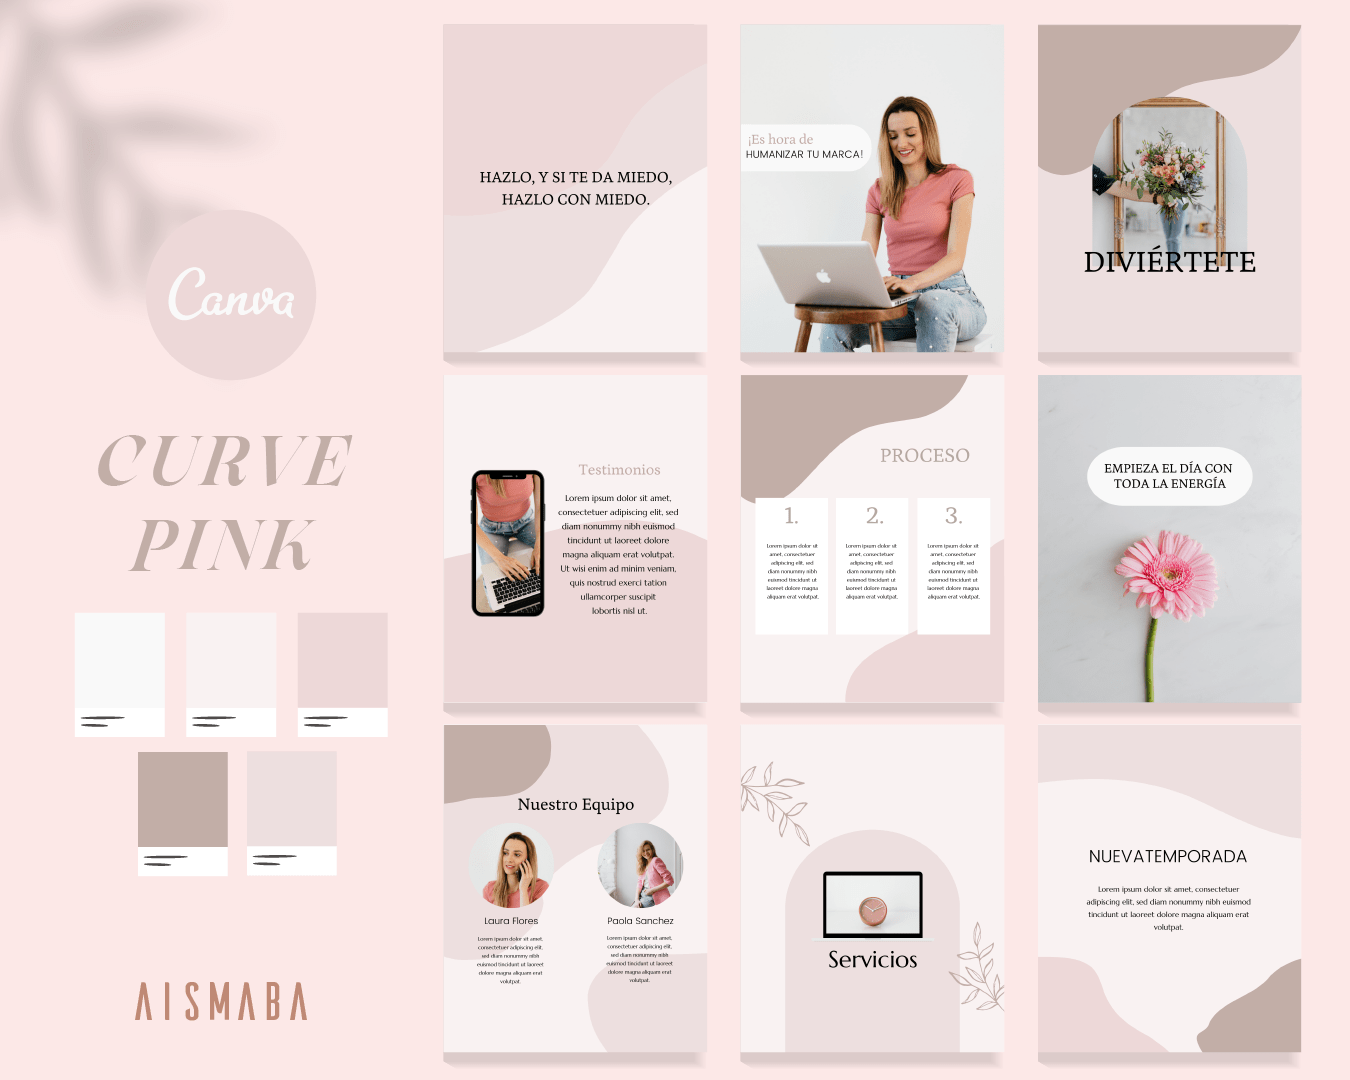 Canva
CURVE
PINK
AISMABA
HAZLO, Y SI TE DA MIEDO,
HAZLO CON MIEDO.
¡Es hora de
HUMANIZAR TU MARCA!
DIVIÉRTETE
Testimonios
Lorem ipsum dolor sit amet,
consectetuer adipiscing elit, sed
diam nonummy nibh euismod
tincidunt ut laoreet dolore
magna aliquam erat volutpat.
Ut wisi enim ad minim veniam,
quis nostrud exerci tation
ullamcorper suscipit
lobortis nisl ut.
PROCESO
1.
Lorem ipsum dolor sit
amet, consectetuer
adipiscing elit, sed
diam nonummy nibh
euismod tincidunt ut
laoreet dolore magna
aliquam erat volutpat.
2.
Lorem ipsum dolor sit
amet, consectetuer
adipiscing elit, sed
diam nonummy nibh
euismod tincidunt ut
laoreet dolore magna
aliquam erat volutpat.
3.
Lorem ipsum dolor sit
amet, consectetuer
adipiscing elit, sed
diam nonummy nibh
euismod tincidunt ut
laoreet dolore magna
aliquam erat volutpat.
EMPIEZA EL DÍA CON
TODA LA ENERGÍA
Nuestro Equipo
Laura Flores
Lorem ipsum dolor sit amet,
consectetuer adipiscing elit,
sed diam nonummy nibh
euismod tincidunt ut laoreet
dolore magna aliquam erat
volutpat.
Paola Sanchez
Lorem ipsum dolor sit amet,
consectetuer adipiscing elit,
sed diam nonummy nibh
euismod tincidunt ut laoreet
dolore magna aliquam erat
volutpat.
Servicios
NUEVATEMPORADA
Lorem ipsum dolor sit amet, consectetuer
adipiscing elit, sed diam nonummy nibh euismod
tincidunt ut laoreet dolore magna aliquam erat
volutpat.